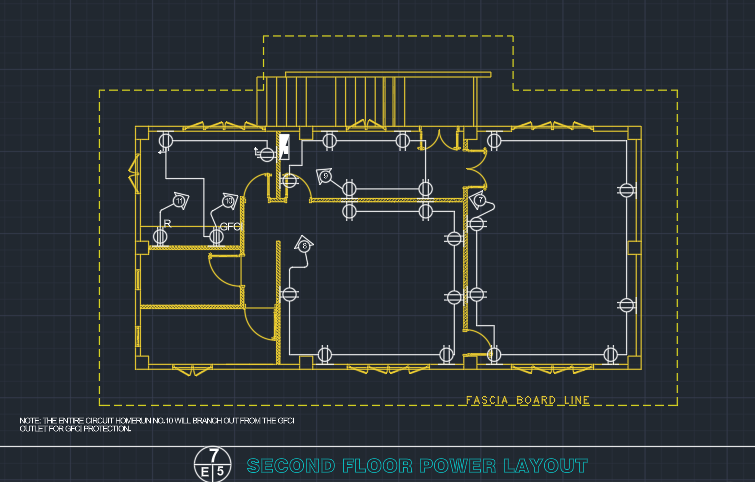 9
11
10
7
R
GFCI
8
FASCIA BOARD LINE
NOTE: THE ENTIRE CIRCUIT HOMERUN NO.10 WILL BRANCH OUT FROM THE GFCI
OUTLET FOR GFCI PROTECTION.
7
E 5
SECOND FLOOR POWER LAYOUT